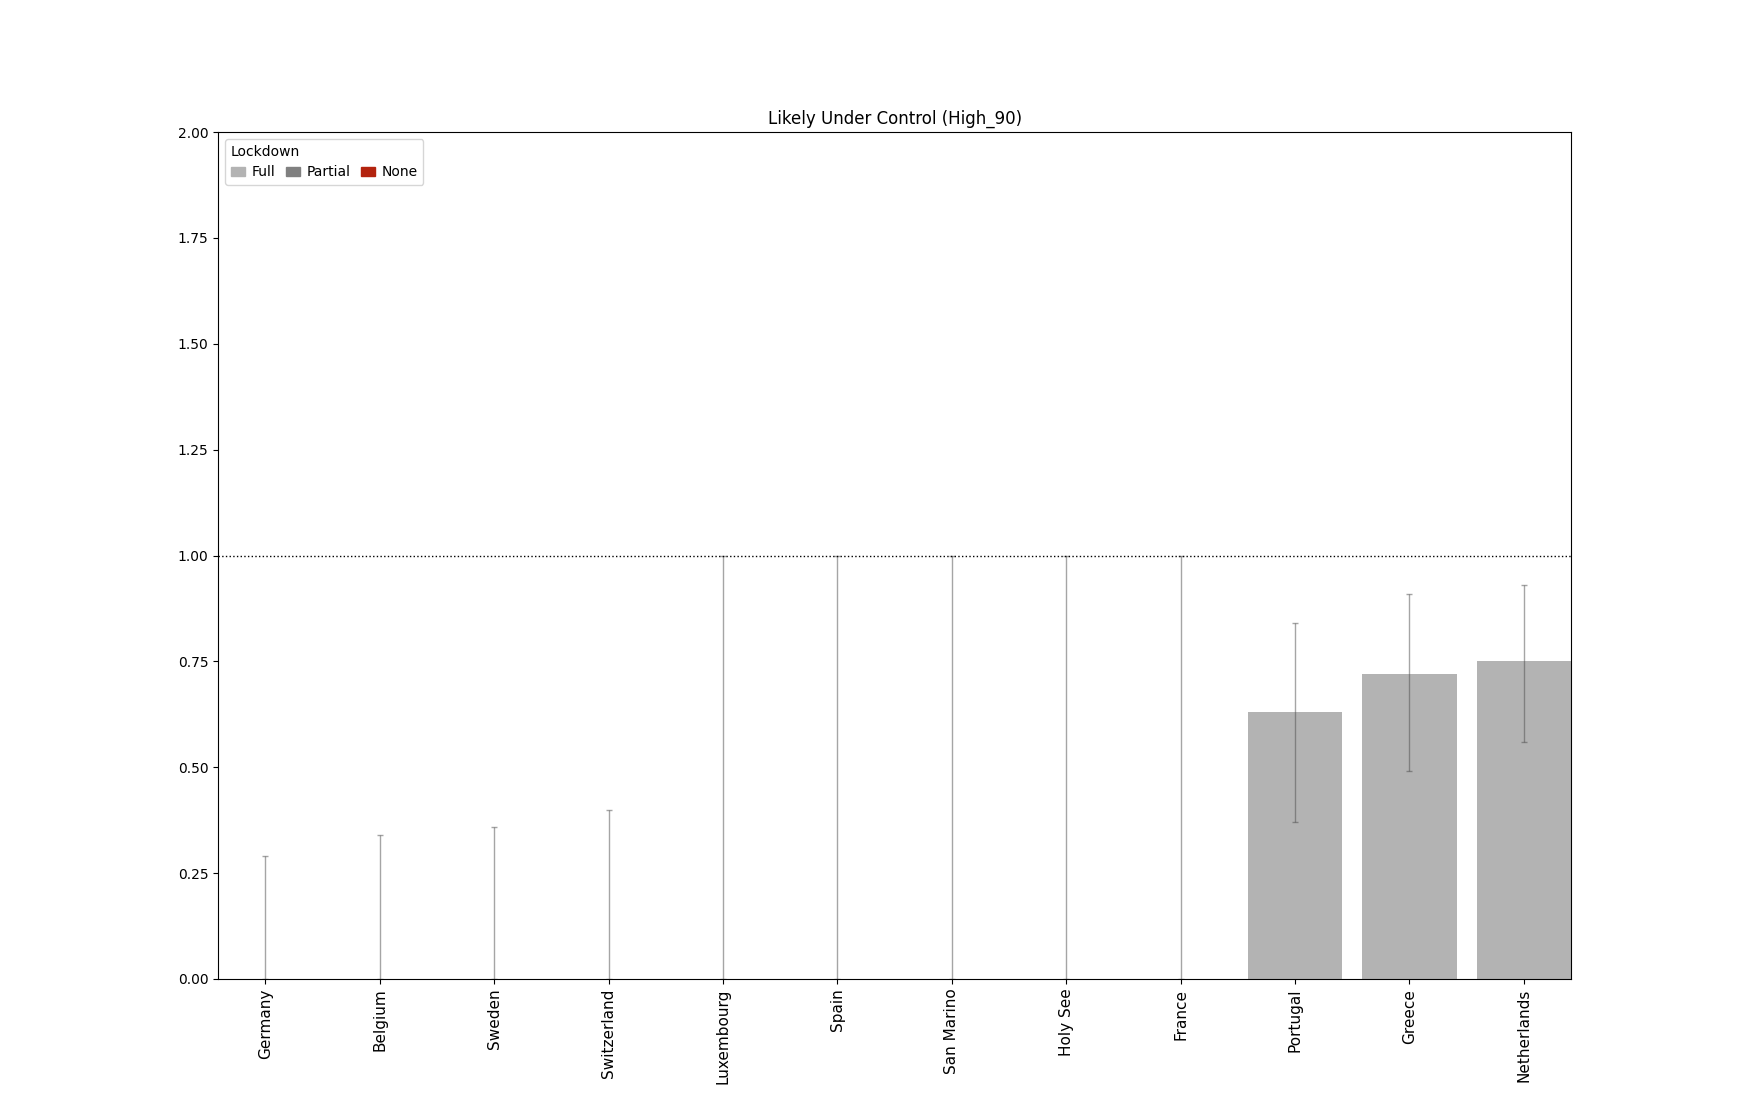 Likely Under Control (High_90)
Lockdown
Full Partial None
2.00
1.75
1.50
1.25
1.00
0.75
0.50
0.25
0.00
Germany
Belgium
Sweden
Switzerland
Luxembourg
Spain
San Marino
Holy See
France
Portugal
Greece
Netherlands